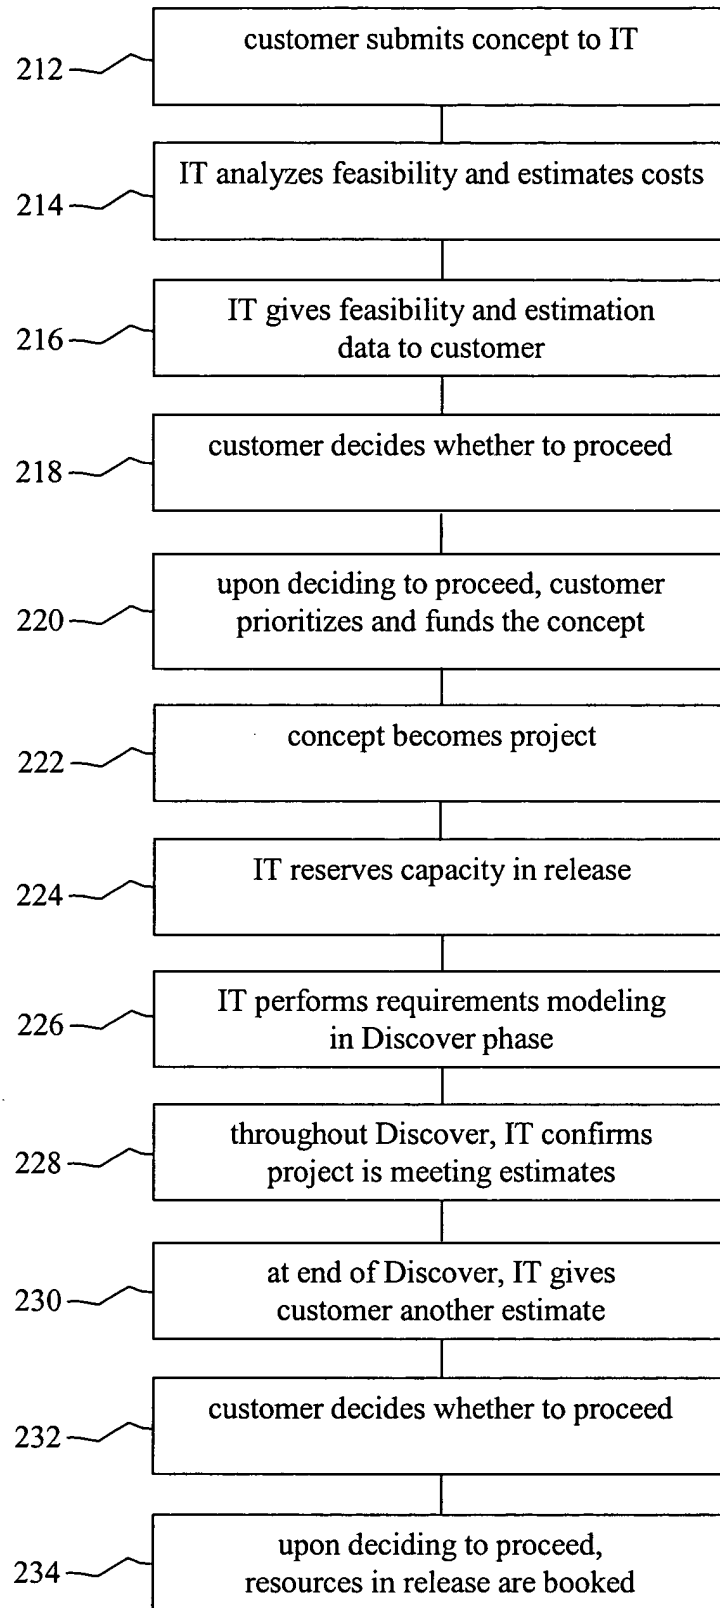 customer submits concept to IT
212
IT analyzes feasibility and estimates costs
214
IT gives feasibility and estimation
data to customer
216
customer decides whether to proceed
218
upon deciding to proceed, customer
prioritizes and funds the concept
220
concept becomes project
222
IT reserves capacity in release
224
IT performs requirements modeling
in Discover phase
226
throughout Discover, IT confirms
project is meeting estimates
228
at end of Discover, IT gives
customer another estimate
230
customer decides whether to proceed
232
upon deciding to proceed,
resources in release are booked
234